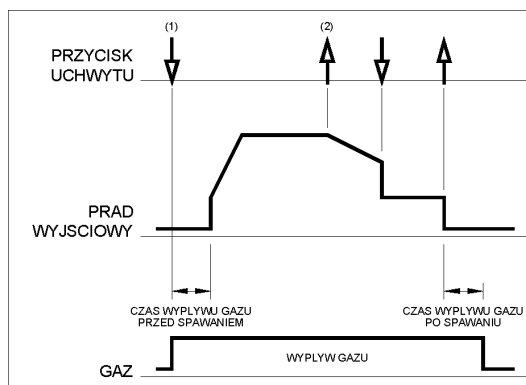 (1)
(2)
PRZYCISK
UCHWYTU
PRAD
WYJSCIOWY
CZAS WYPLYWU GAZU
PRZED SPAWANIEM
CZAS WYPLYWU GAZU
PO SPAWANIU
WYPLYW GAZU
GAZ